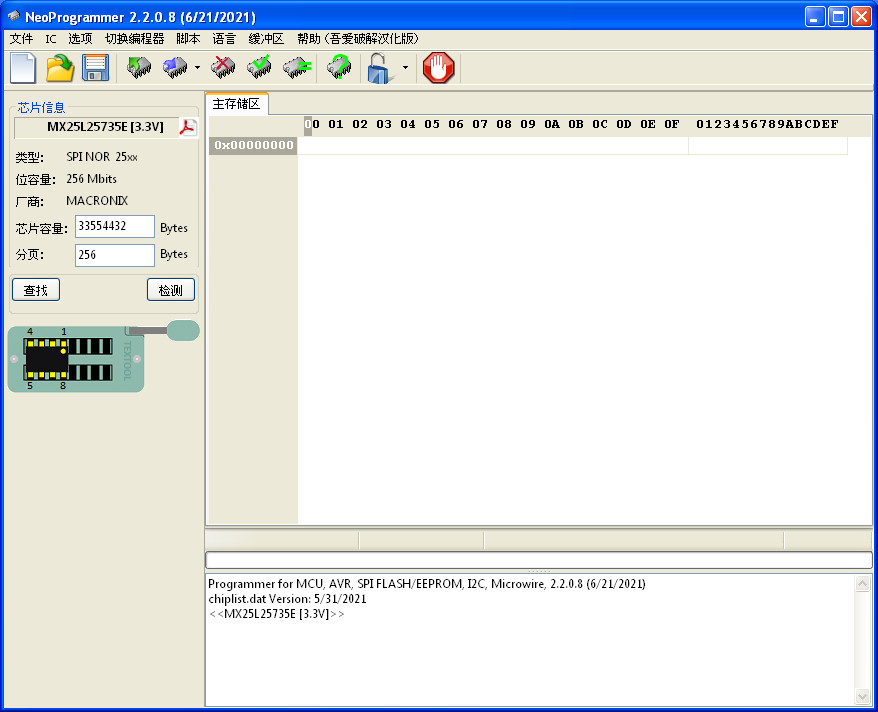 NeoProgrammer 2.2.0.8 (6/21/2021)
文件 IC 选项 切换编程器 脚本 语言 缓冲区 帮助 (吾爱破解汉化版)
芯片信息
MX25L25735E [3.3V]
类型: SPI NOR 25xx
位容量: 256 Mbits
厂商: MACRONIX
芯片容量: 33554432 Bytes
分页: 256 Bytes
查找 检测
4 1
TEXTOOL
5 8
主存储区
00 01 02 03 04 05 06 07 08 09 0A 0B 0C 0D 0E 0F 0123456789ABCDEF
0x00000000
Programmer for MCU, AVR, SPI FLASH/EEPROM, I2C, Microwire, 2.2.0.8 (6/21/2021)
chiplist.dat Version: 5/31/2021
<<MX25L25735E [3.3V]>>